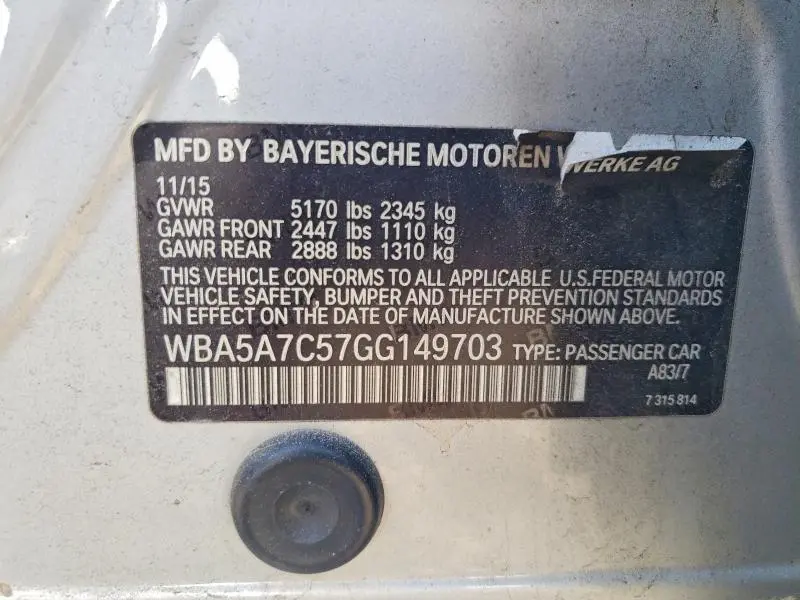 MFD BY BAYERISCHE MOTOREN WERKE AG
11/15
GVWR 5170 lbs 2345 kg
GAWR FRONT 2447 lbs 1110 kg
GAWR REAR 2888 lbs 1310 kg
THIS VEHICLE CONFORMS TO ALL APPLICABLE U.S.FEDERAL MOTOR
VEHICLE SAFETY, BUMPER AND THEFT PREVENTION STANDARDS
IN EFFECT ON THE DATE OF MANUFACTURE SHOWN ABOVE.
WBA5A7C57GG149703 TYPE: PASSENGER CAR
A83/7
7 315 814